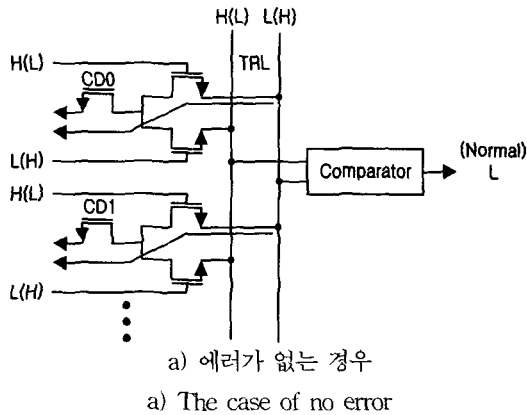 H(L) L(H)
H(L)
CD0
TRL
L(H)
Comparator
(Normal)
L
H(L)
CD1
L(H)
a) 에러가 없는 경우
a) The case of no error